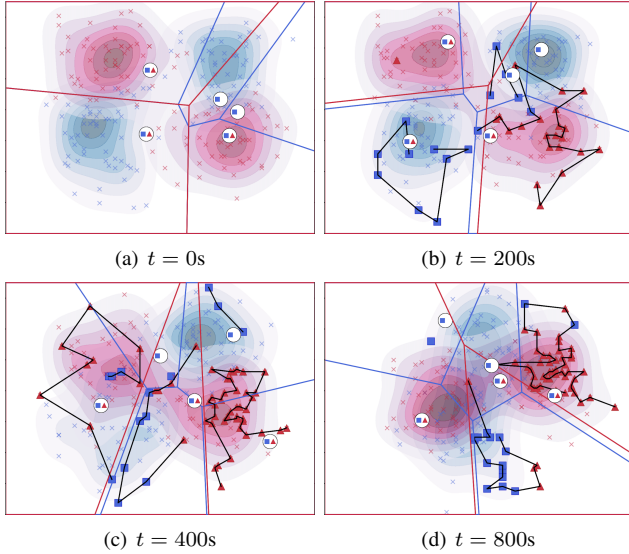 (a) t = 0s
(b) t = 200s
(c) t = 400s
(d) t = 800s